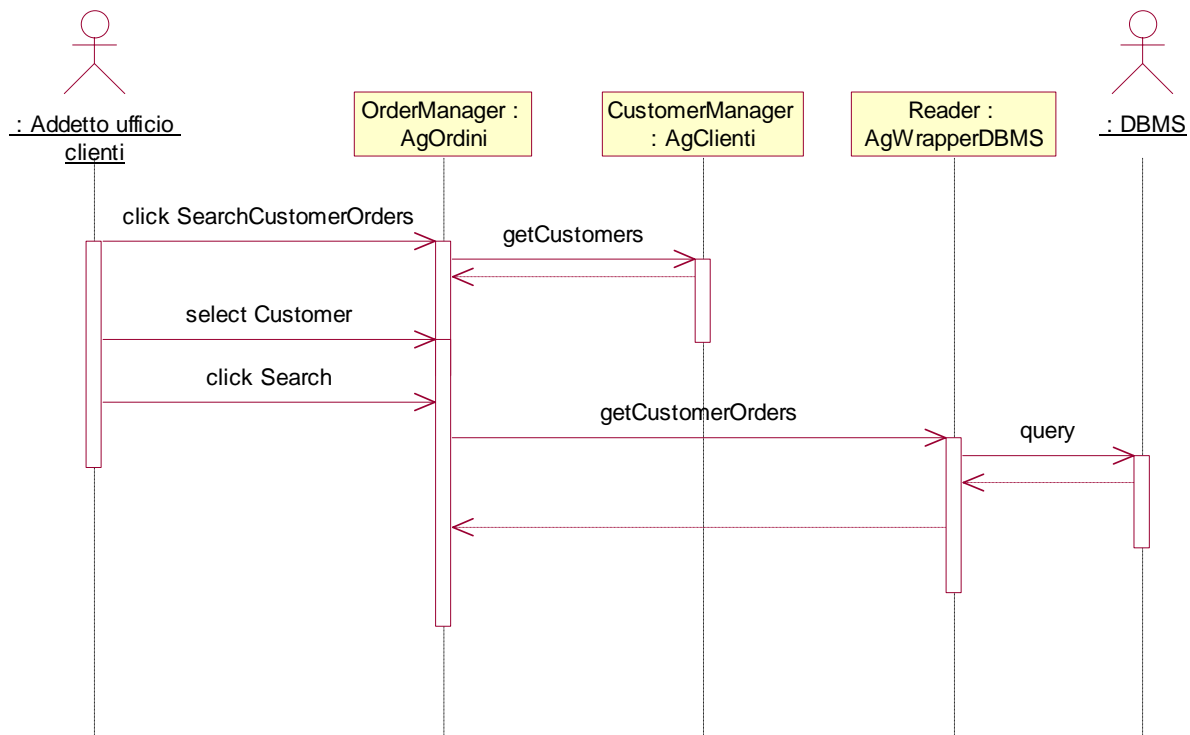 : Addetto ufficio
clienti
OrderManager :
AgOrdini
CustomerManager
: AgClienti
Reader :
AgWrapperDBMS
: DBMS
click SearchCustomerOrders
getCustomers
select Customer
click Search
getCustomerOrders
query